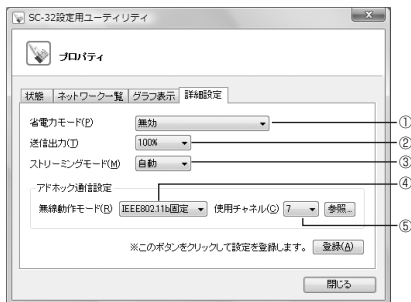 SC-32設定用ユーティリティ
プロパティ
状態 ネットワーク一覧 グラフ表示 詳細設定
省電力モード(P) 無効 ①
送信出力(T) 100% ②
ストリーミングモード(M) 自動 ③
アドホック通信設定 ④
無線動作モード(R) IEEE802.11b固定 使用チャネル(C) 7 参照...
⑤
※このボタンをクリックして設定を登録します。 登録(A)
閉じる